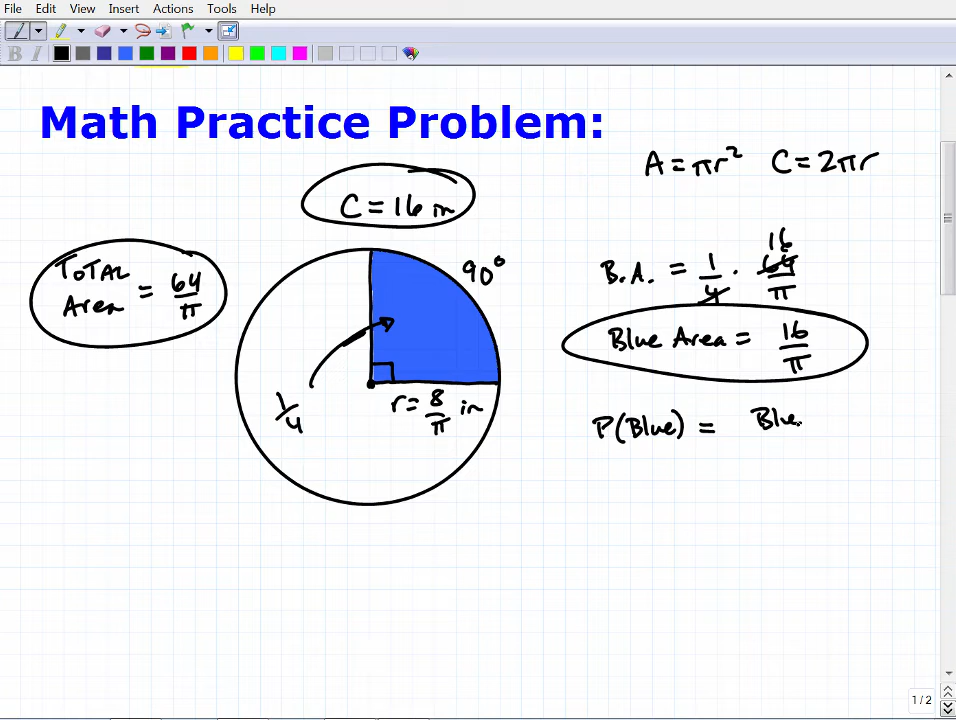 File Edit View Insert Actions Tools Help
B I
Math Practice Problem:
A = πr² C = 2πr
C = 16 in
TOTAL Area = 64/π
90°
B.A. = 1/4 · 64/π 16
Blue Area = 16/π
1/4
r = 8/π in
P(Blue) = Blue
1/2